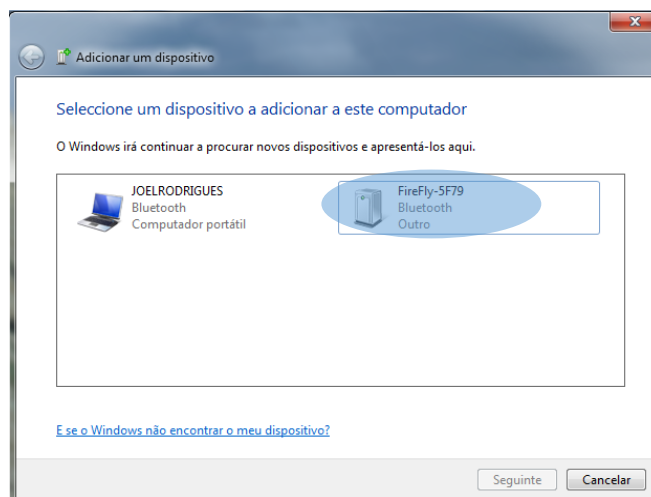 Adicionar um dispositivo
Seleccione um dispositivo a adicionar a este computador
O Windows irá continuar a procurar novos dispositivos e apresentá-los aqui.
JOELRODRIGUES
Bluetooth
Computador portátil
FireFly-5F79
Bluetooth
Outro
E se o Windows não encontrar o meu dispositivo?
Seguinte
Cancelar